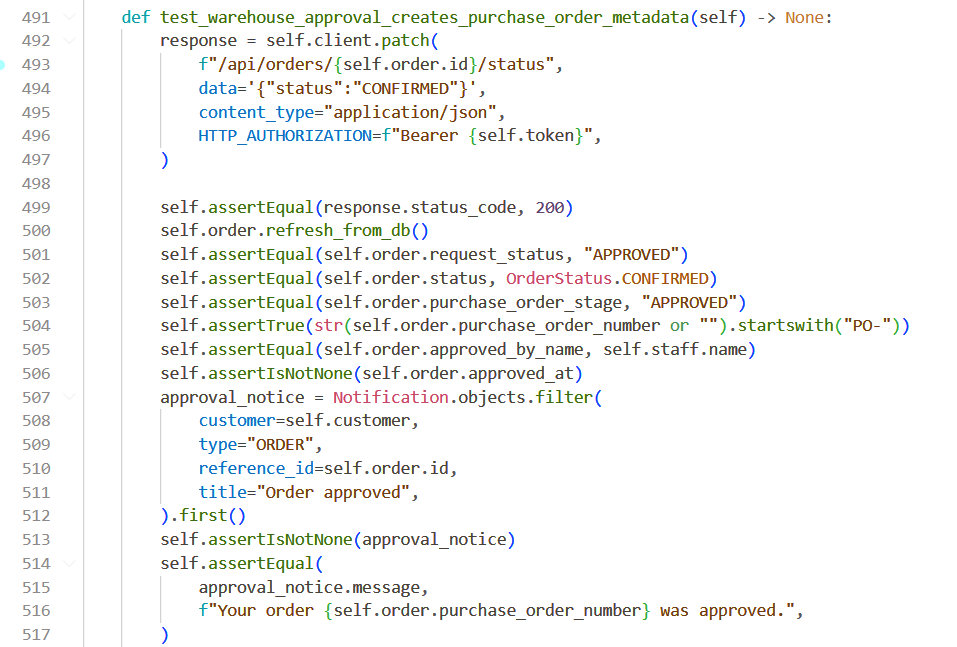 491 def test_warehouse_approval_creates_purchase_order_metadata(self) -> None:
492 response = self.client.patch(
493 f"/api/orders/{self.order.id}/status",
494 data='{"status":"CONFIRMED"}',
495 content_type="application/json",
496 HTTP_AUTHORIZATION=f"Bearer {self.token}",
497 )
498
499 self.assertEqual(response.status_code, 200)
500 self.order.refresh_from_db()
501 self.assertEqual(self.order.request_status, "APPROVED")
502 self.assertEqual(self.order.status, OrderStatus.CONFIRMED)
503 self.assertEqual(self.order.purchase_order_stage, "APPROVED")
504 self.assertTrue(str(self.order.purchase_order_number or "").startswith("PO-"))
505 self.assertEqual(self.order.approved_by_name, self.staff.name)
506 self.assertIsNotNone(self.order.approved_at)
507 approval_notice = Notification.objects.filter(
508 customer=self.customer,
509 type="ORDER",
510 reference_id=self.order.id,
511 title="Order approved",
512 ).first()
513 self.assertIsNotNone(approval_notice)
514 self.assertEqual(
515 approval_notice.message,
516 f"Your order {self.order.purchase_order_number} was approved.",
517 )